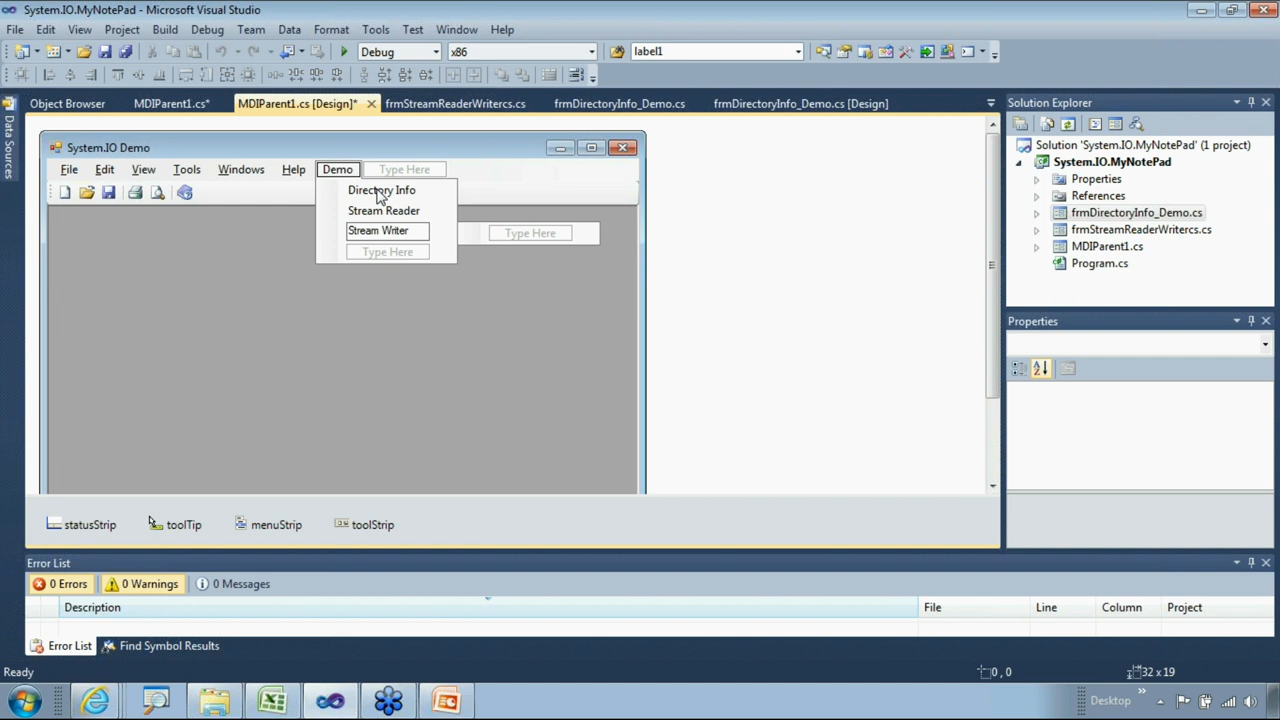 System.IO.MyNotePad - Microsoft Visual Studio
File Edit View Project Build Debug Team Data Format Tools Test Window Help
Debug x86 label1
Object Browser MDIParent1.cs* MDIParent1.cs [Design]* frmStreamReaderWritercs.cs frmDirectoryInfo_Demo.cs frmDirectoryInfo_Demo.cs [Design]
Data Sources
System.IO Demo
File Edit View Tools Windows Help Demo Type Here
Directory Info
Stream Reader
Stream Writer
Type Here
Type Here
statusStrip toolTip menuStrip toolStrip
Solution Explorer
Solution 'System.IO.MyNotePad' (1 project)
System.IO.MyNotePad
Properties
References
frmDirectoryInfo_Demo.cs
frmStreamReaderWritercs.cs
MDIParent1.cs
Program.cs
Properties
Error List
0 Errors 0 Warnings 0 Messages
Description File Line Column Project
Error List Find Symbol Results
Ready 0 , 0 32 x 19
Desktop